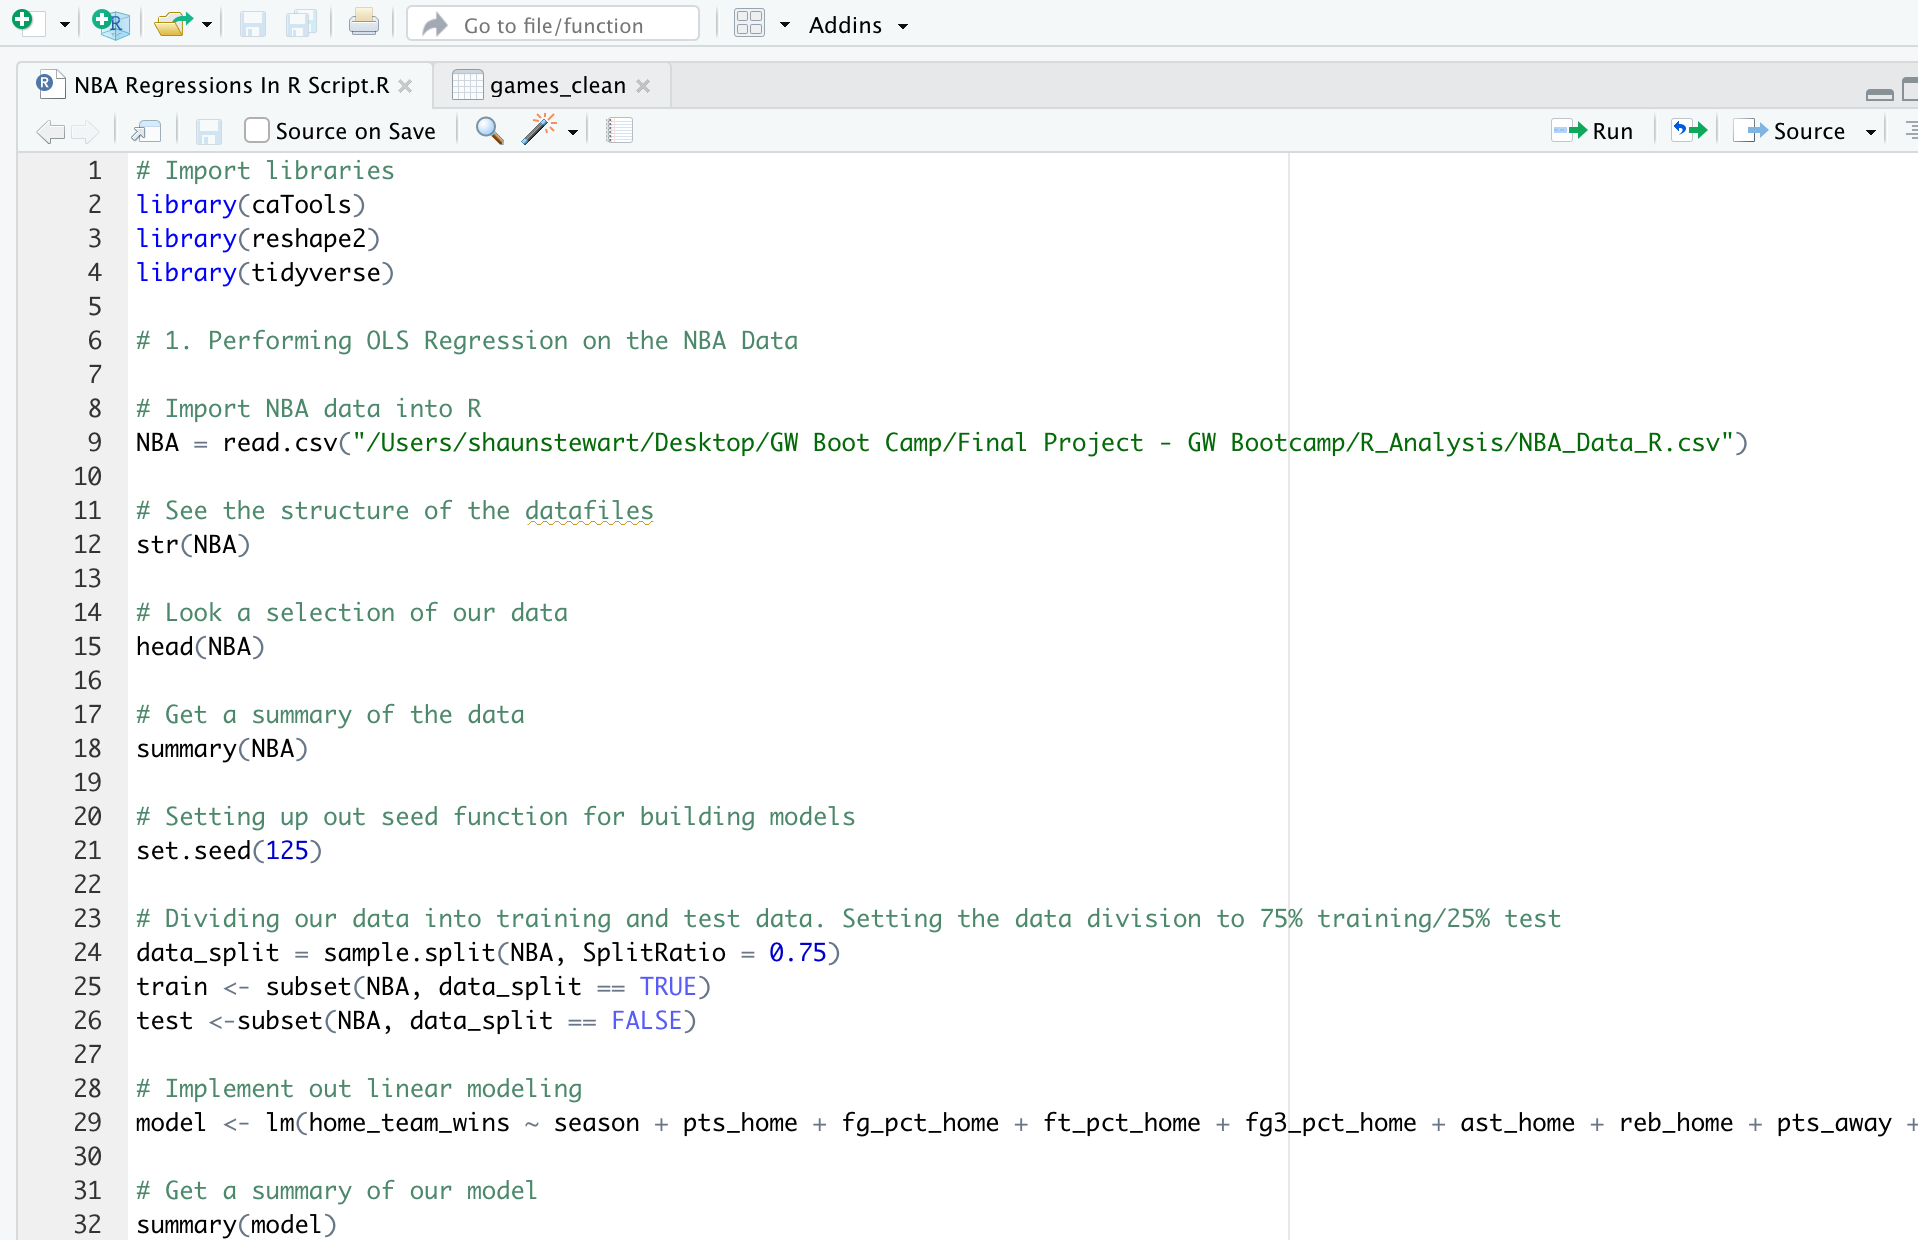 Go to file/function
Addins
NBA Regressions In R Script.R
games_clean
Source on Save
Run
Source
1 # Import libraries
2 library(caTools)
3 library(reshape2)
4 library(tidyverse)
5
6 # 1. Performing OLS Regression on the NBA Data
7
8 # Import NBA data into R
9 NBA = read.csv("/Users/shaunstewart/Desktop/GW Boot Camp/Final Project - GW Bootcamp/R_Analysis/NBA_Data_R.csv")
10
11 # See the structure of the datafiles
12 str(NBA)
13
14 # Look a selection of our data
15 head(NBA)
16
17 # Get a summary of the data
18 summary(NBA)
19
20 # Setting up out seed function for building models
21 set.seed(125)
22
23 # Dividing our data into training and test data. Setting the data division to 75% training/25% test
24 data_split = sample.split(NBA, SplitRatio = 0.75)
25 train <- subset(NBA, data_split == TRUE)
26 test <-subset(NBA, data_split == FALSE)
27
28 # Implement out linear modeling
29 model <- lm(home_team_wins ~ season + pts_home + fg_pct_home + ft_pct_home + fg3_pct_home + ast_home + reb_home + pts_away +
30
31 # Get a summary of our model
32 summary(model)